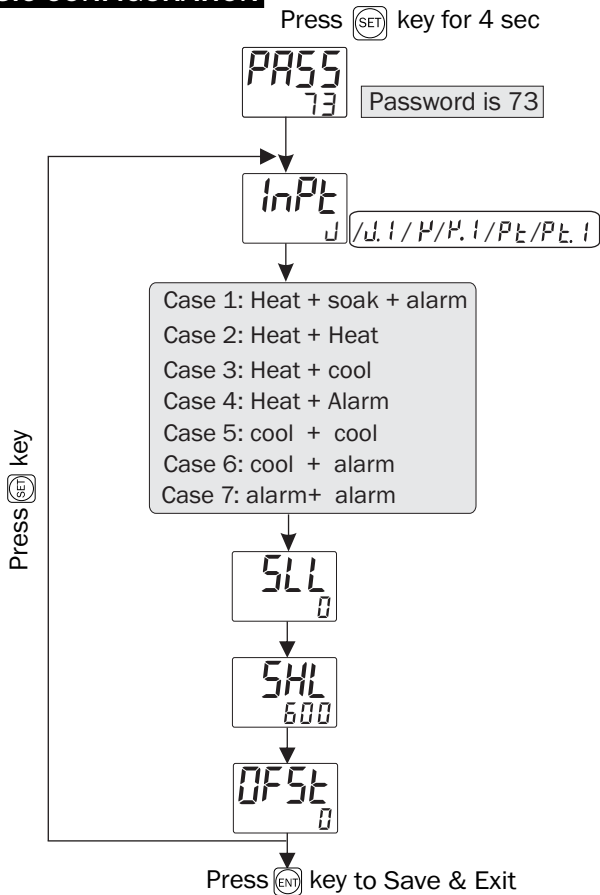 Press SET key for 4 sec
PASS
73
Password is 73
InPt
J /J.1/K/K.1/Pt/Pt.1
Case 1: Heat + soak + alarm
Case 2: Heat + Heat
Case 3: Heat + cool
Case 4: Heat + Alarm
Case 5: cool + cool
Case 6: cool + alarm
Case 7: alarm+ alarm
Press SET key
SLL
0
SHL
600
OFSt
0
Press ENT key to Save & Exit